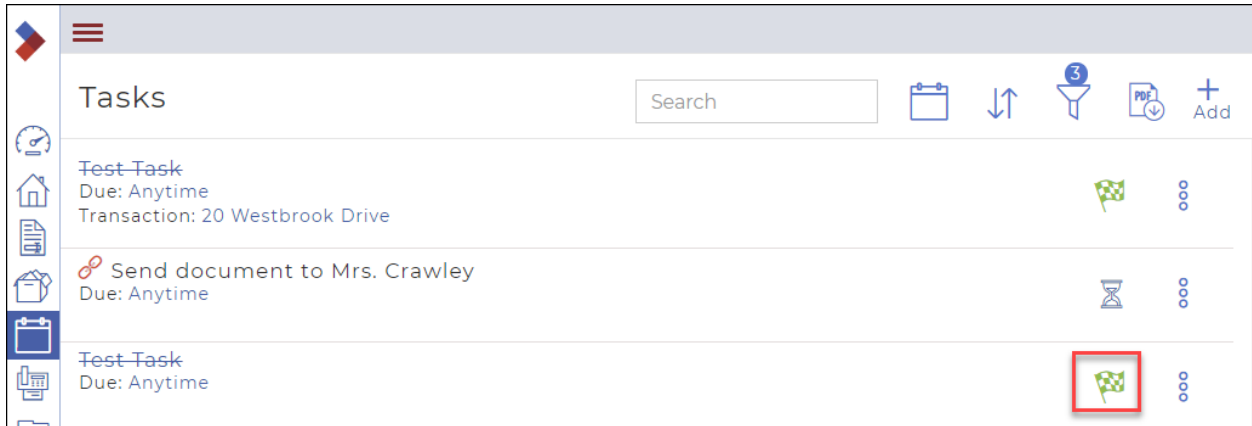 Tasks
Search
3
PDF
Add
Test Task
Due: Anytime
Transaction: 20 Westbrook Drive
Send document to Mrs. Crawley
Due: Anytime
Test Task
Due: Anytime